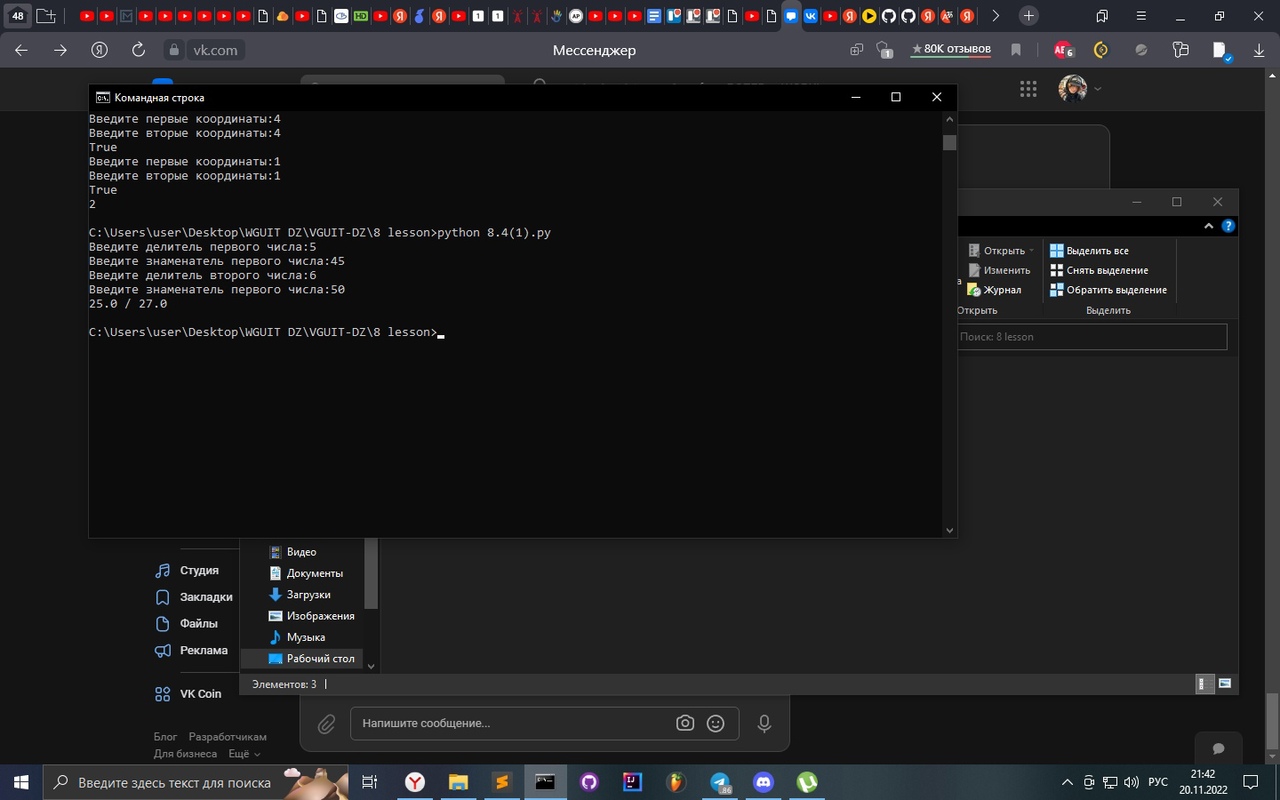 48
vk.com
Мессенджер
★ 80К отзывов
1
6
Командная строка
Введите первые координаты:4
Введите вторые координаты:4
True
Введите первые координаты:1
Введите вторые координаты:1
True
2
C:\Users\user\Desktop\WGUIT DZ\VGUIT-DZ\8 lesson>python 8.4(1).py
Введите делитель первого числа:5
Введите знаменатель первого числа:45
Введите делитель второго числа:6
Введите знаменатель первого числа:50
25.0 / 27.0
C:\Users\user\Desktop\WGUIT DZ\VGUIT-DZ\8 lesson>
Открыть
Изменить
Журнал
Открыть
Выделить все
Снять выделение
Обратить выделение
Выделить
Поиск: 8 lesson
Видео
Документы
Загрузки
Изображения
Музыка
Рабочий стол
Элементов: 3
Студия
Закладки
Файлы
Реклама
VK Coin
Блог Разработчикам
Для бизнеса Ещё
Напишите сообщение...
Введите здесь текст для поиска
86
РУС
21:42
20.11.2022